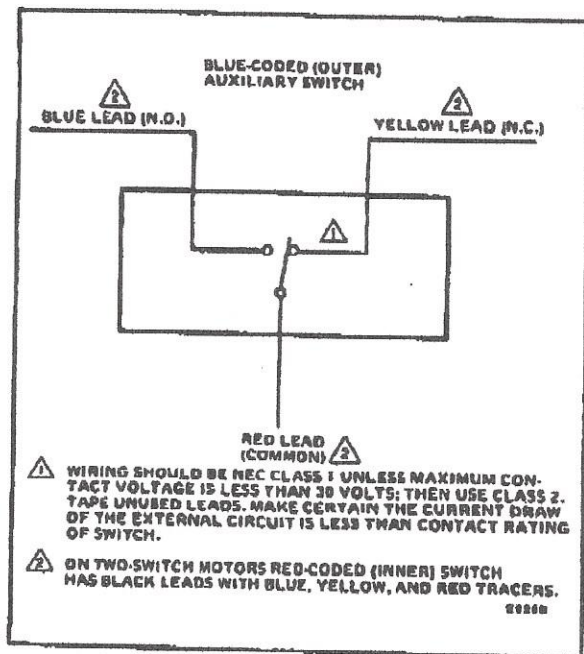 BLUE-CODED (OUTER)
AUXILIARY SWITCH
2
2
BLUE LEAD (N.O.)
YELLOW LEAD (N.C.)
1
RED LEAD
(COMMON) 2
1 WIRING SHOULD BE NEC CLASS 1 UNLESS MAXIMUM CON-
TACT VOLTAGE IS LESS THAN 30 VOLTS; THEN USE CLASS 2.
TAPE UNUSED LEADS. MAKE CERTAIN THE CURRENT DRAW
OF THE EXTERNAL CIRCUIT IS LESS THAN CONTACT RATING
OF SWITCH.
2 ON TWO-SWITCH MOTORS RED-CODED (INNER) SWITCH
HAS BLACK LEADS WITH BLUE, YELLOW, AND RED TRACERS.